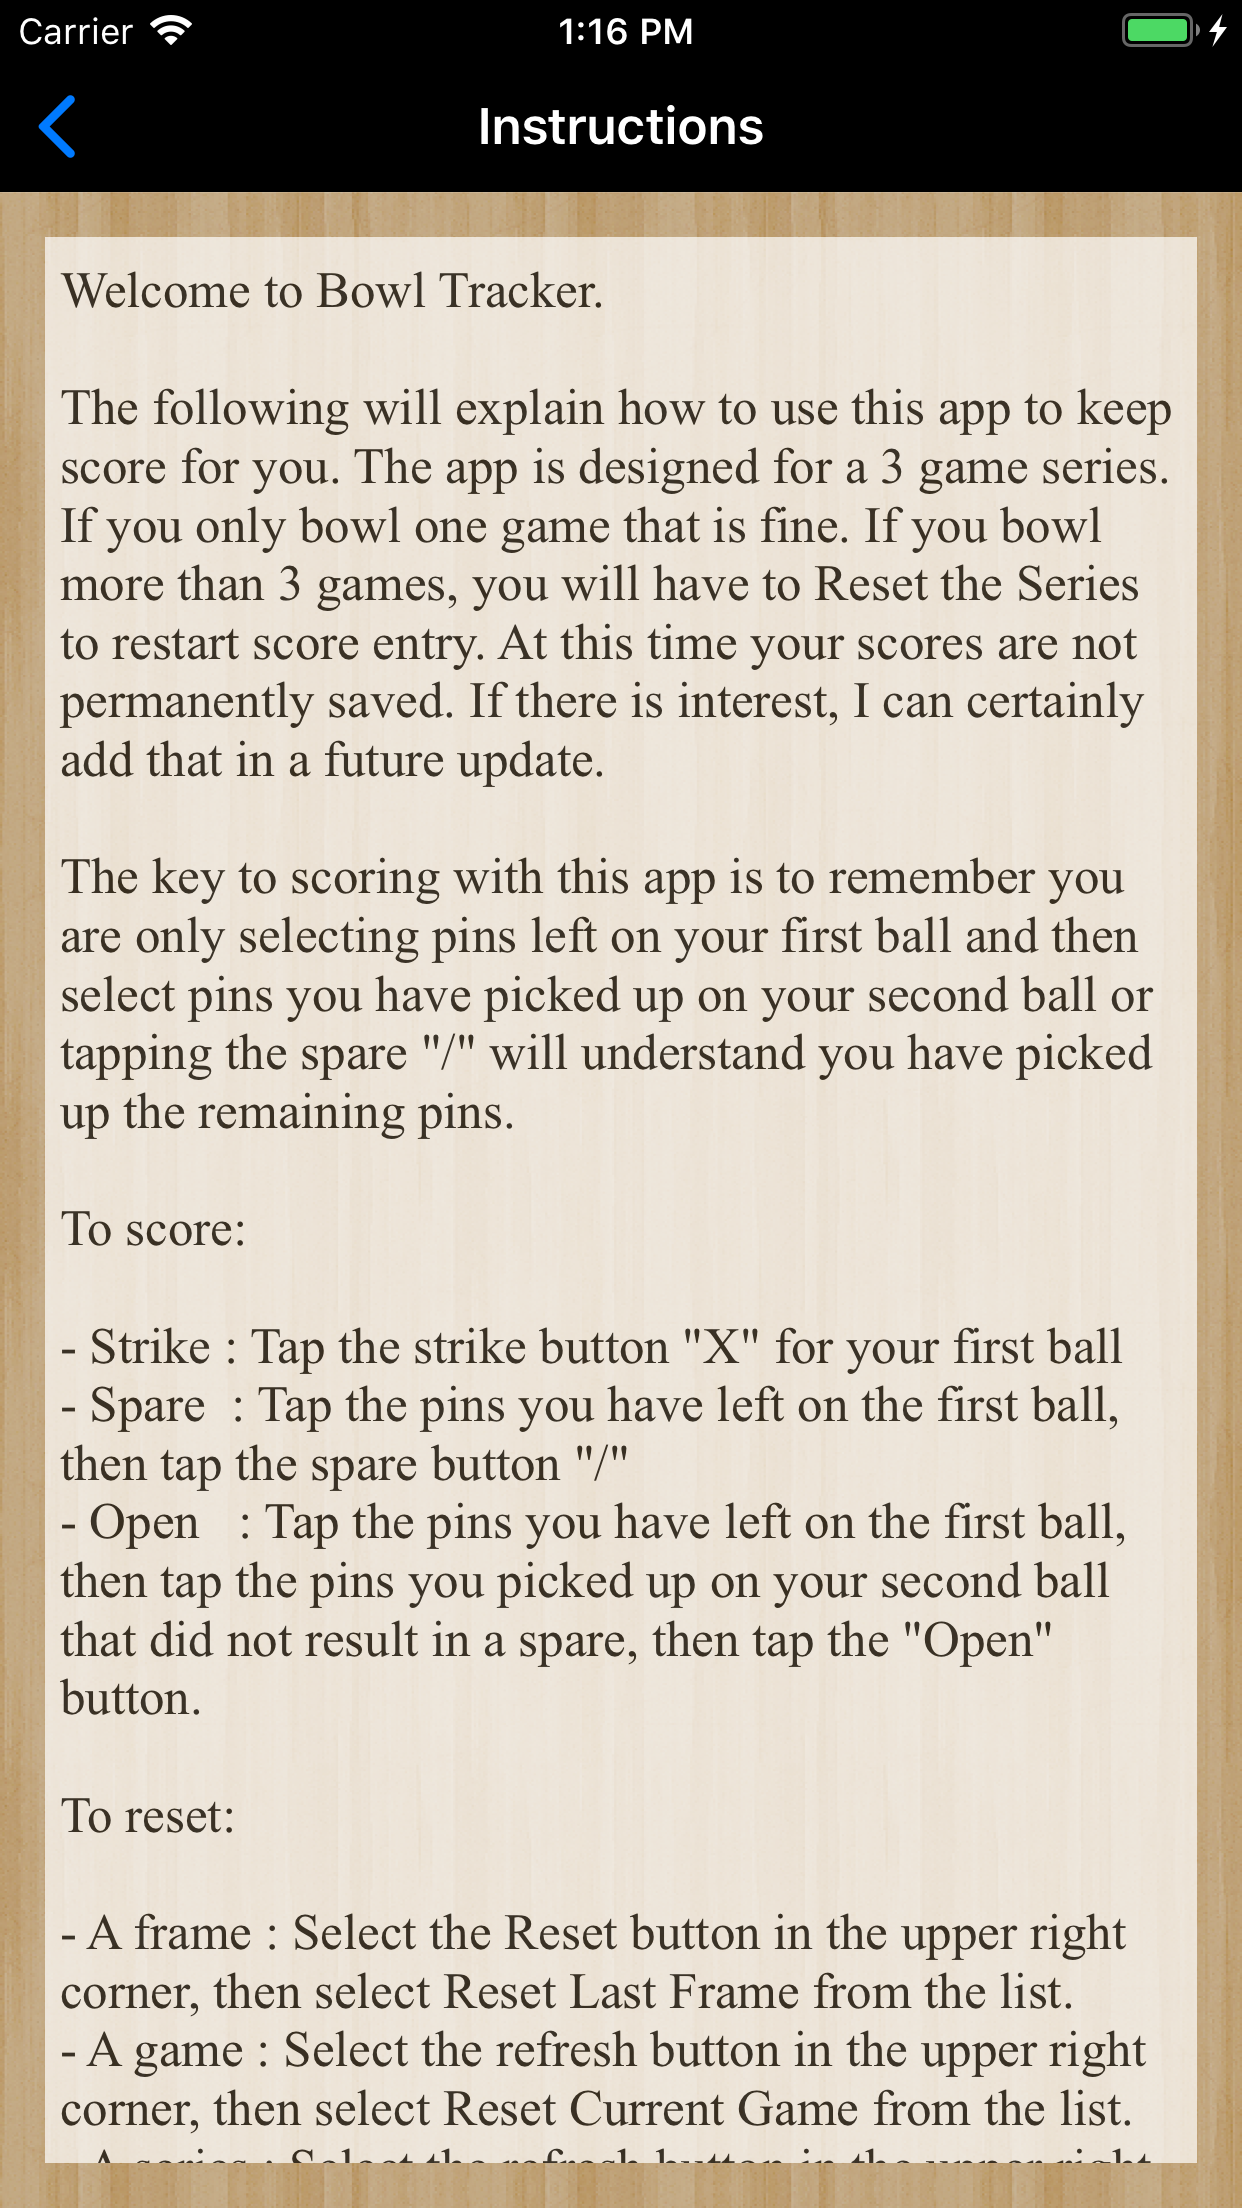 Carrier 1:16 PM
Instructions
Welcome to Bowl Tracker.
The following will explain how to use this app to keep
score for you. The app is designed for a 3 game series.
If you only bowl one game that is fine. If you bowl
more than 3 games, you will have to Reset the Series
to restart score entry. At this time your scores are not
permanently saved. If there is interest, I can certainly
add that in a future update.
The key to scoring with this app is to remember you
are only selecting pins left on your first ball and then
select pins you have picked up on your second ball or
tapping the spare "/" will understand you have picked
up the remaining pins.
To score:
- Strike : Tap the strike button "X" for your first ball
- Spare  : Tap the pins you have left on the first ball,
then tap the spare button "/"
- Open   : Tap the pins you have left on the first ball,
then tap the pins you picked up on your second ball
that did not result in a spare, then tap the "Open"
button.
To reset:
- A frame : Select the Reset button in the upper right
corner, then select Reset Last Frame from the list.
- A game : Select the refresh button in the upper right
corner, then select Reset Current Game from the list.
- A series : Select the refresh button in the upper right